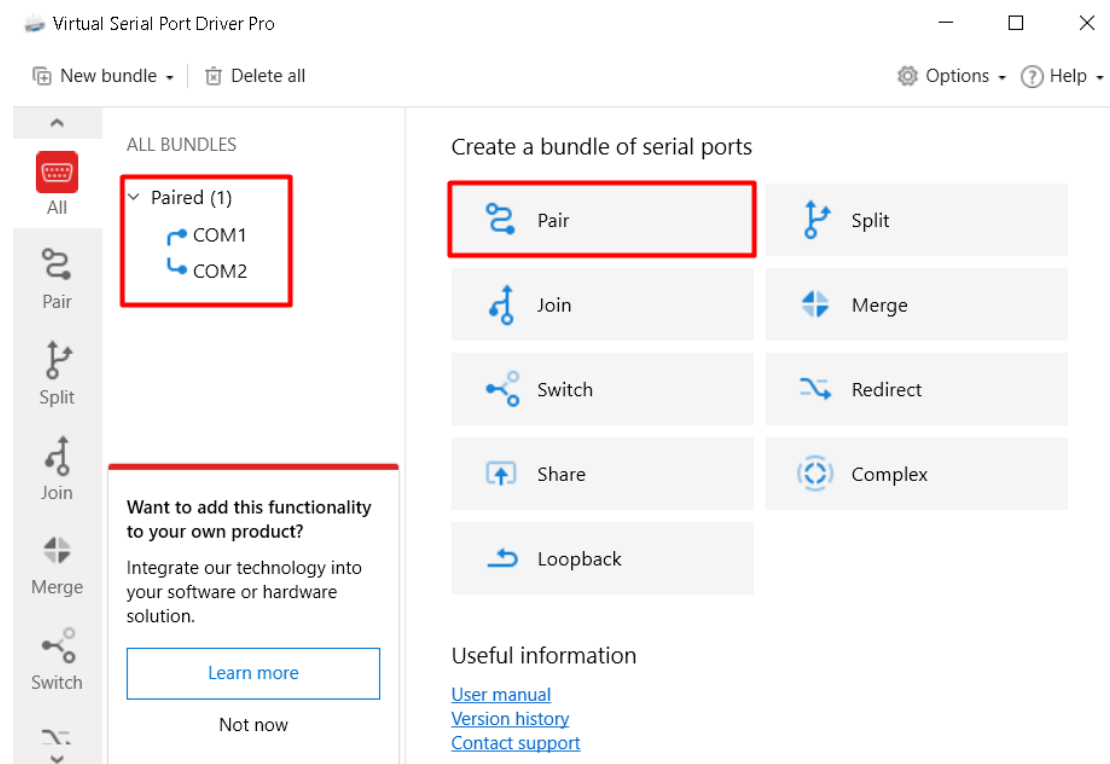 Virtual Serial Port Driver Pro
New bundle
Delete all
Options
Help
All
Pair
Split
Join
Merge
Switch
ALL BUNDLES
Paired (1)
COM1
COM2
Want to add this functionality
to your own product?
Integrate our technology into
your software or hardware
solution.
Learn more
Not now
Create a bundle of serial ports
Pair
Split
Join
Merge
Switch
Redirect
Share
Complex
Loopback
Useful information
User manual
Version history
Contact support